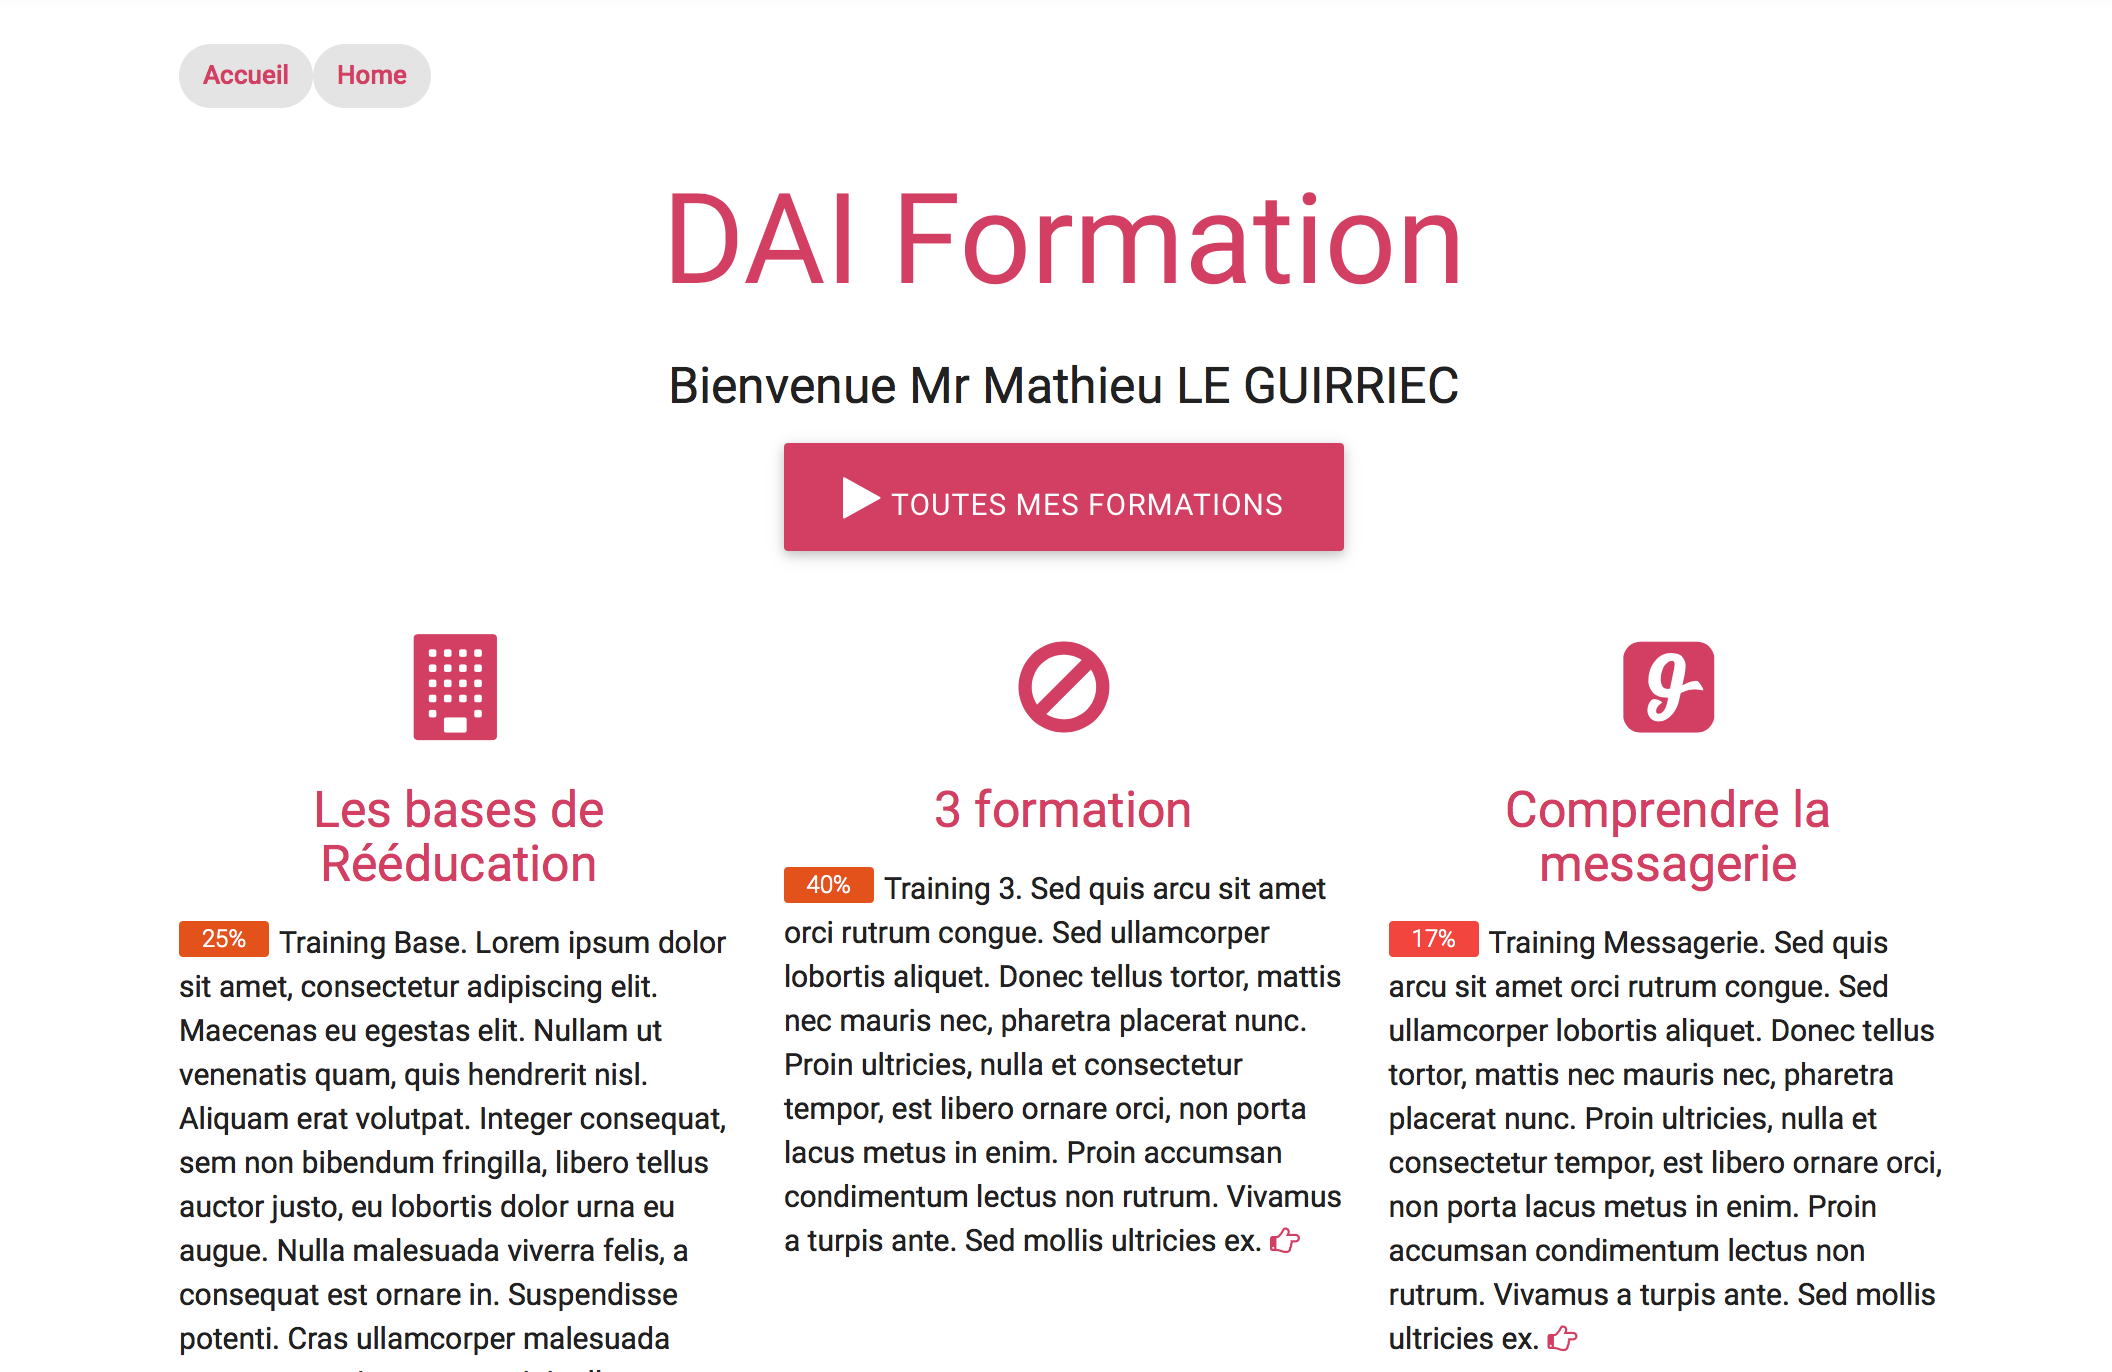 Accueil Home
DAI Formation
Bienvenue Mr Mathieu LE GUIRRIEC
TOUTES MES FORMATIONS
Les bases de
Rééducation
25% Training Base. Lorem ipsum dolor
sit amet, consectetur adipiscing elit.
Maecenas eu egestas elit. Nullam ut
venenatis quam, quis hendrerit nisl.
Aliquam erat volutpat. Integer consequat,
sem non bibendum fringilla, libero tellus
auctor justo, eu lobortis dolor urna eu
augue. Nulla malesuada viverra felis, a
consequat est ornare in. Suspendisse
potenti. Cras ullamcorper malesuada
3 formation
40% Training 3. Sed quis arcu sit amet
orci rutrum congue. Sed ullamcorper
lobortis aliquet. Donec tellus tortor, mattis
nec mauris nec, pharetra placerat nunc.
Proin ultricies, nulla et consectetur
tempor, est libero ornare orci, non porta
lacus metus in enim. Proin accumsan
condimentum lectus non rutrum. Vivamus
a turpis ante. Sed mollis ultricies ex.
g
Comprendre la
messagerie
17% Training Messagerie. Sed quis
arcu sit amet orci rutrum congue. Sed
ullamcorper lobortis aliquet. Donec tellus
tortor, mattis nec mauris nec, pharetra
placerat nunc. Proin ultricies, nulla et
consectetur tempor, est libero ornare orci,
non porta lacus metus in enim. Proin
accumsan condimentum lectus non
rutrum. Vivamus a turpis ante. Sed mollis
ultricies ex.